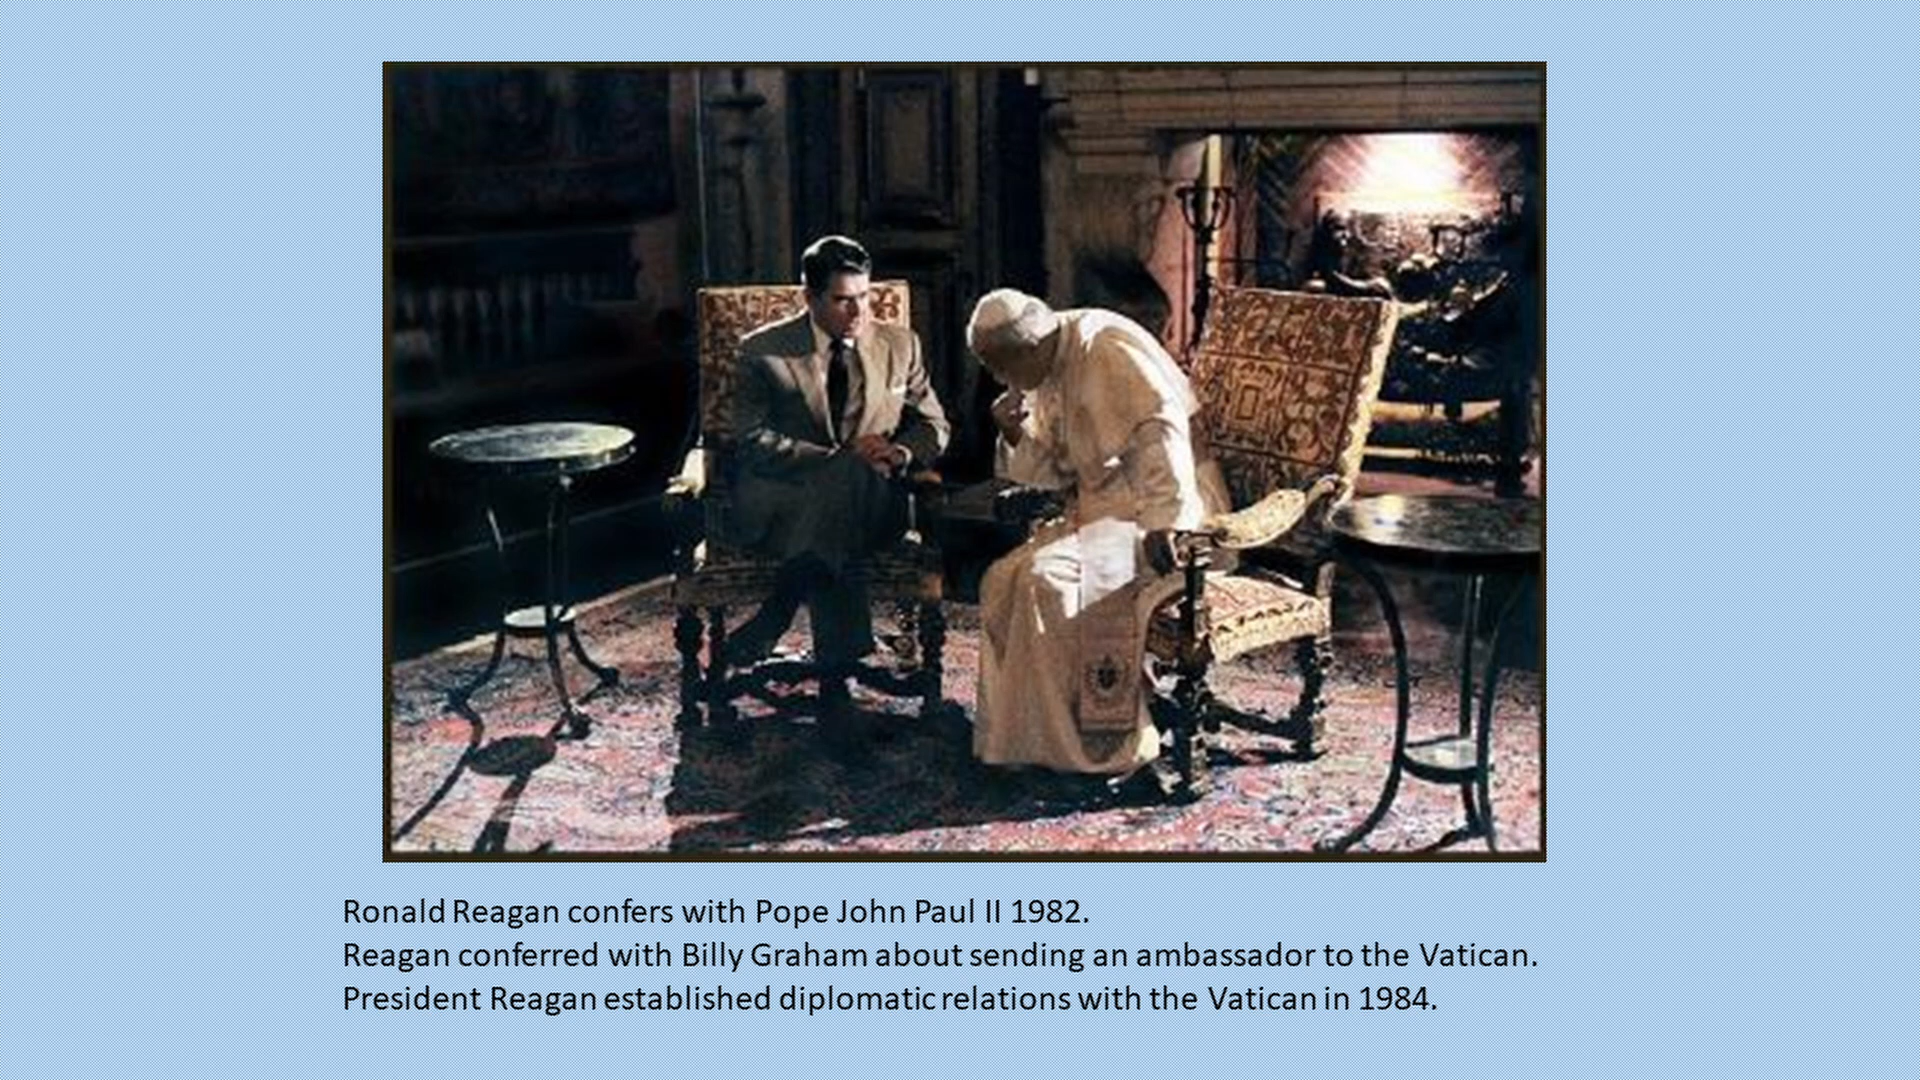 Ronald Reagan confers with Pope John Paul II 1982.
Reagan conferred with Billy Graham about sending an ambassador to the Vatican.
President Reagan established diplomatic relations with the Vatican in 1984.